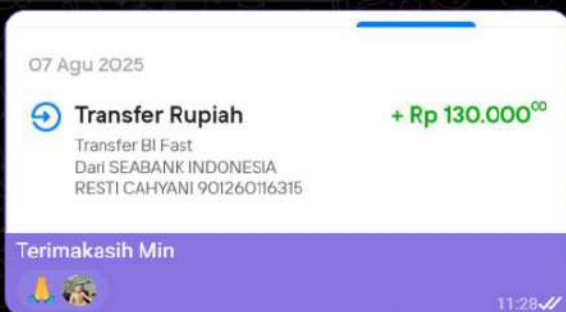 07 Agu 2025
Transfer Rupiah + Rp 130.000⁰⁰
Transfer BI Fast
Dari SEABANK INDONESIA
RESTI CAHYANI 901260116315
Terimakasih Min
🙏
11:28